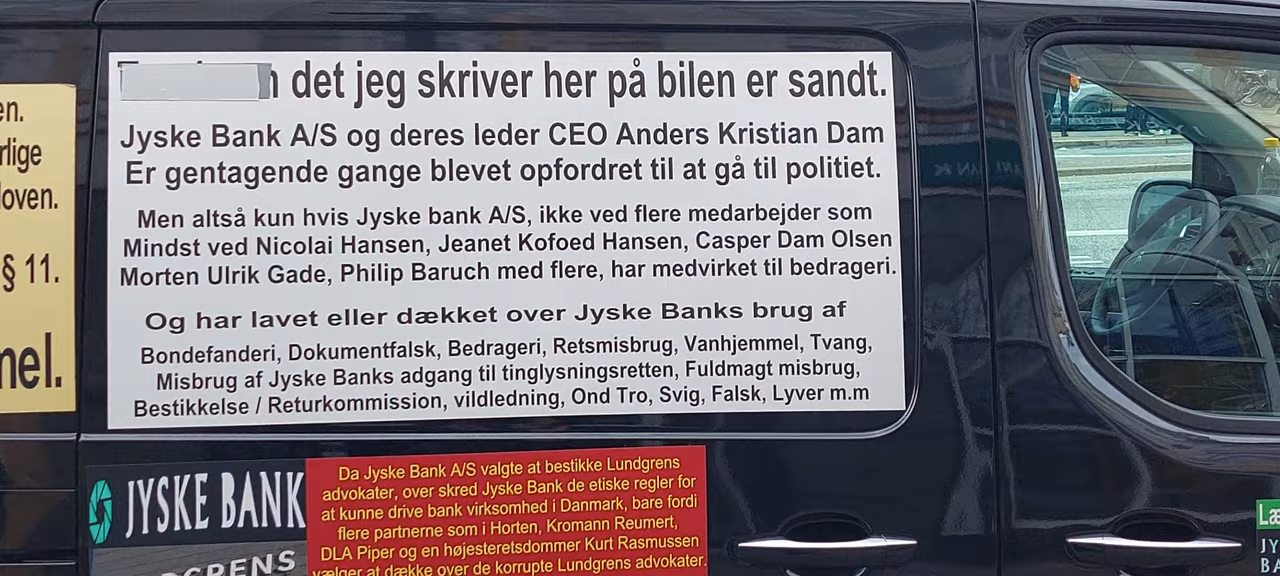 en.
rlige
loven.
§ 11.
mel.
det jeg skriver her på bilen er sandt.
Jyske Bank A/S og deres leder CEO Anders Kristian Dam
Er gentagende gange blevet opfordret til at gå til politiet.
Men altså kun hvis Jyske bank A/S, ikke ved flere medarbejder som
Mindst ved Nicolai Hansen, Jeanet Kofoed Hansen, Casper Dam Olsen
Morten Ulrik Gade, Philip Baruch med flere, har medvirket til bedrageri.
Og har lavet eller dækket over Jyske Banks brug af
Bondefanderi, Dokumentfalsk, Bedrageri, Retsmisbrug, Vanhjemmel, Tvang,
Misbrug af Jyske Banks adgang til tinglysningsretten, Fuldmagt misbrug,
Bestikkelse / Returkommission, vildledning, Ond Tro, Svig, Falsk, Lyver m.m
JYSKE BANK
GRENS
Da Jyske Bank A/S valgte at bestikke Lundgrens
advokater, over skred Jyske Bank de etiske regler for
at kunne drive bank virksomhed i Danmark, bare fordi
flere partnerne som i Horten, Kromann Reumert,
DLA Piper og en højesteretsdommer Kurt Rasmussen
vælger at dække over de korrupte Lundgrens advokater.
Læ
JY
BA